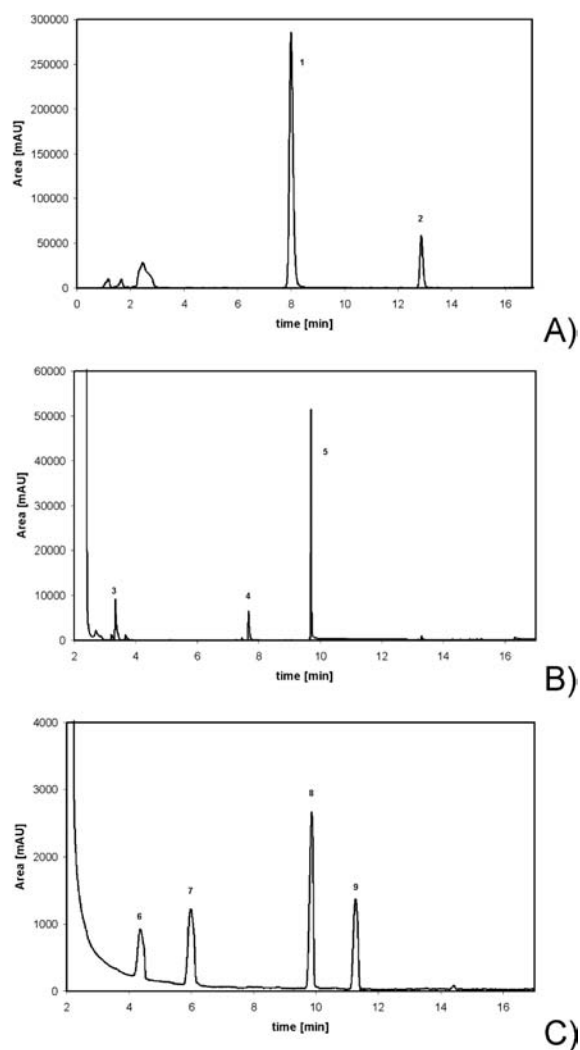 300000
250000
200000
150000
100000
50000
0
Area [mAU]
1
2
0 2 4 6 8 10 12 14 16
time [min]
A)
60000
50000
40000
30000
20000
10000
0
Area [mAU]
3
4
5
2 4 6 8 10 12 14 16
time [min]
B)
4000
3000
2000
1000
0
Area [mAU]
6
7
8
9
2 4 6 8 10 12 14 16
time [min]
C)